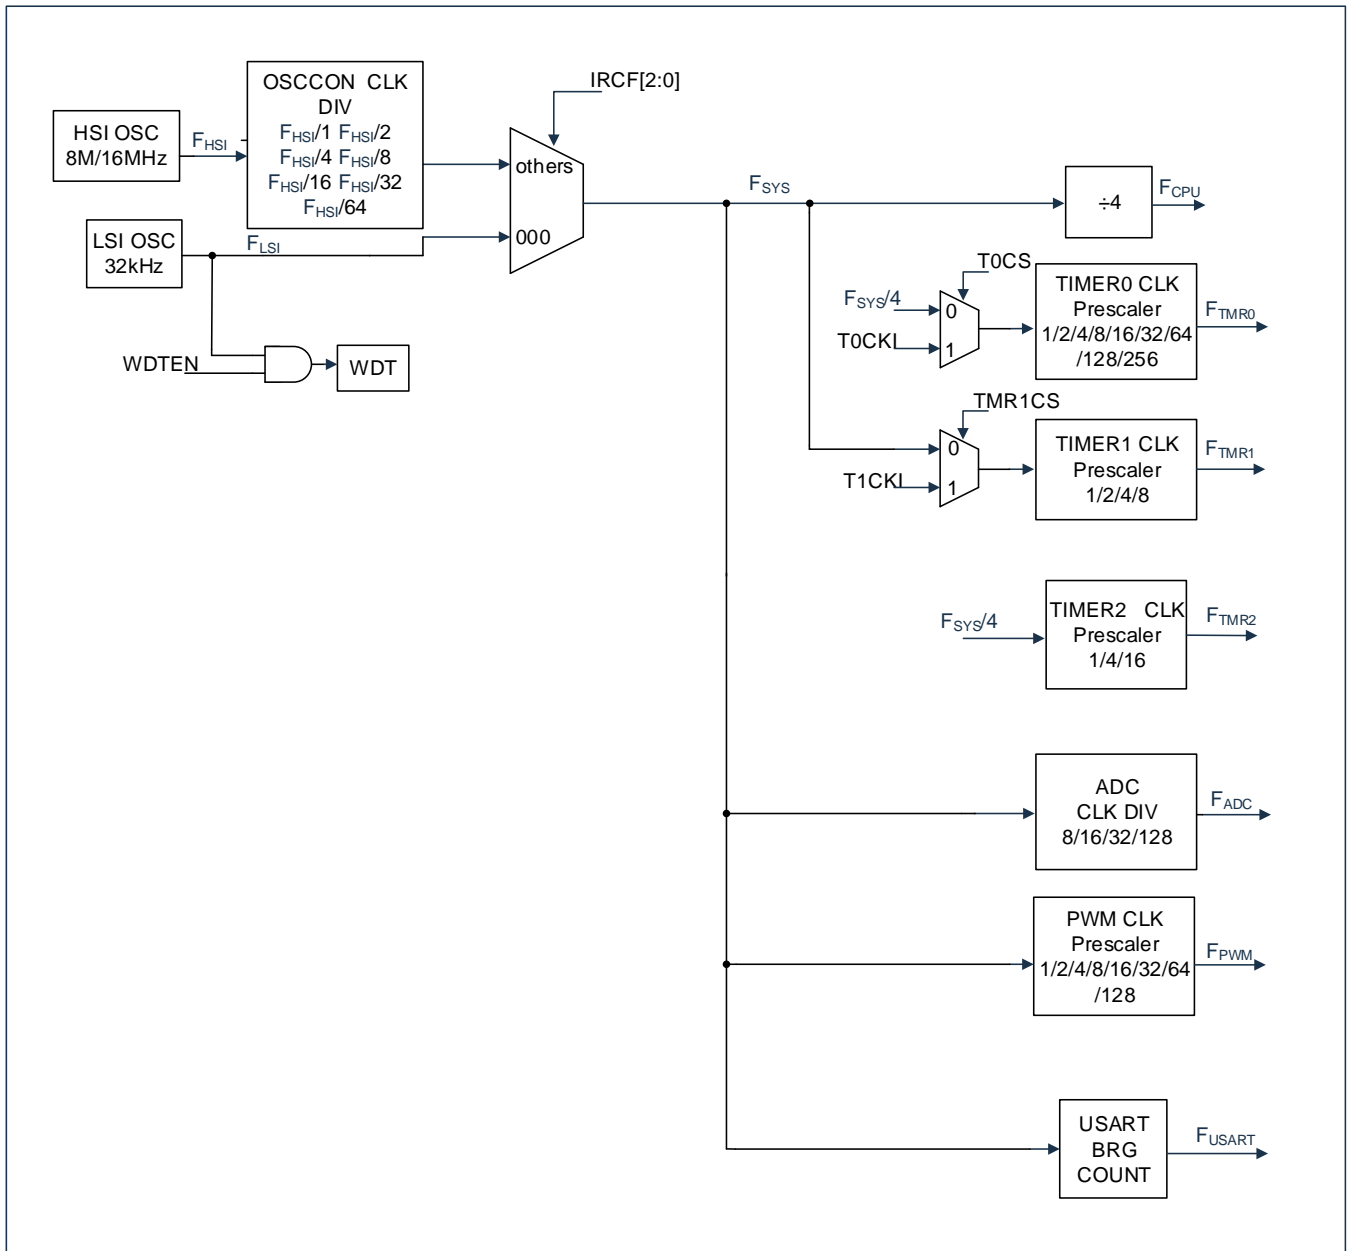 IRCF[2:0]
OSCCON CLK
DIV
FHSI/1 FHSI/2
FHSI/4 FHSI/8
FHSI/16 FHSI/32
FHSI/64
HSI OSC
8M/16MHz
FHSI
others
000
LSI OSC
32kHz
FLSI
WDTEN
WDT
FSYS
÷4
FCPU
T0CS
FSYS/4
0
T0CKI
1
TIMER0 CLK
Prescaler
1/2/4/8/16/32/64
/128/256
FTMR0
TMR1CS
0
T1CKI
1
TIMER1 CLK
Prescaler
1/2/4/8
FTMR1
FSYS/4
TIMER2 CLK
Prescaler
1/4/16
FTMR2
ADC
CLK DIV
8/16/32/128
FADC
PWM CLK
Prescaler
1/2/4/8/16/32/64
/128
FPWM
USART
BRG
COUNT
FUSART